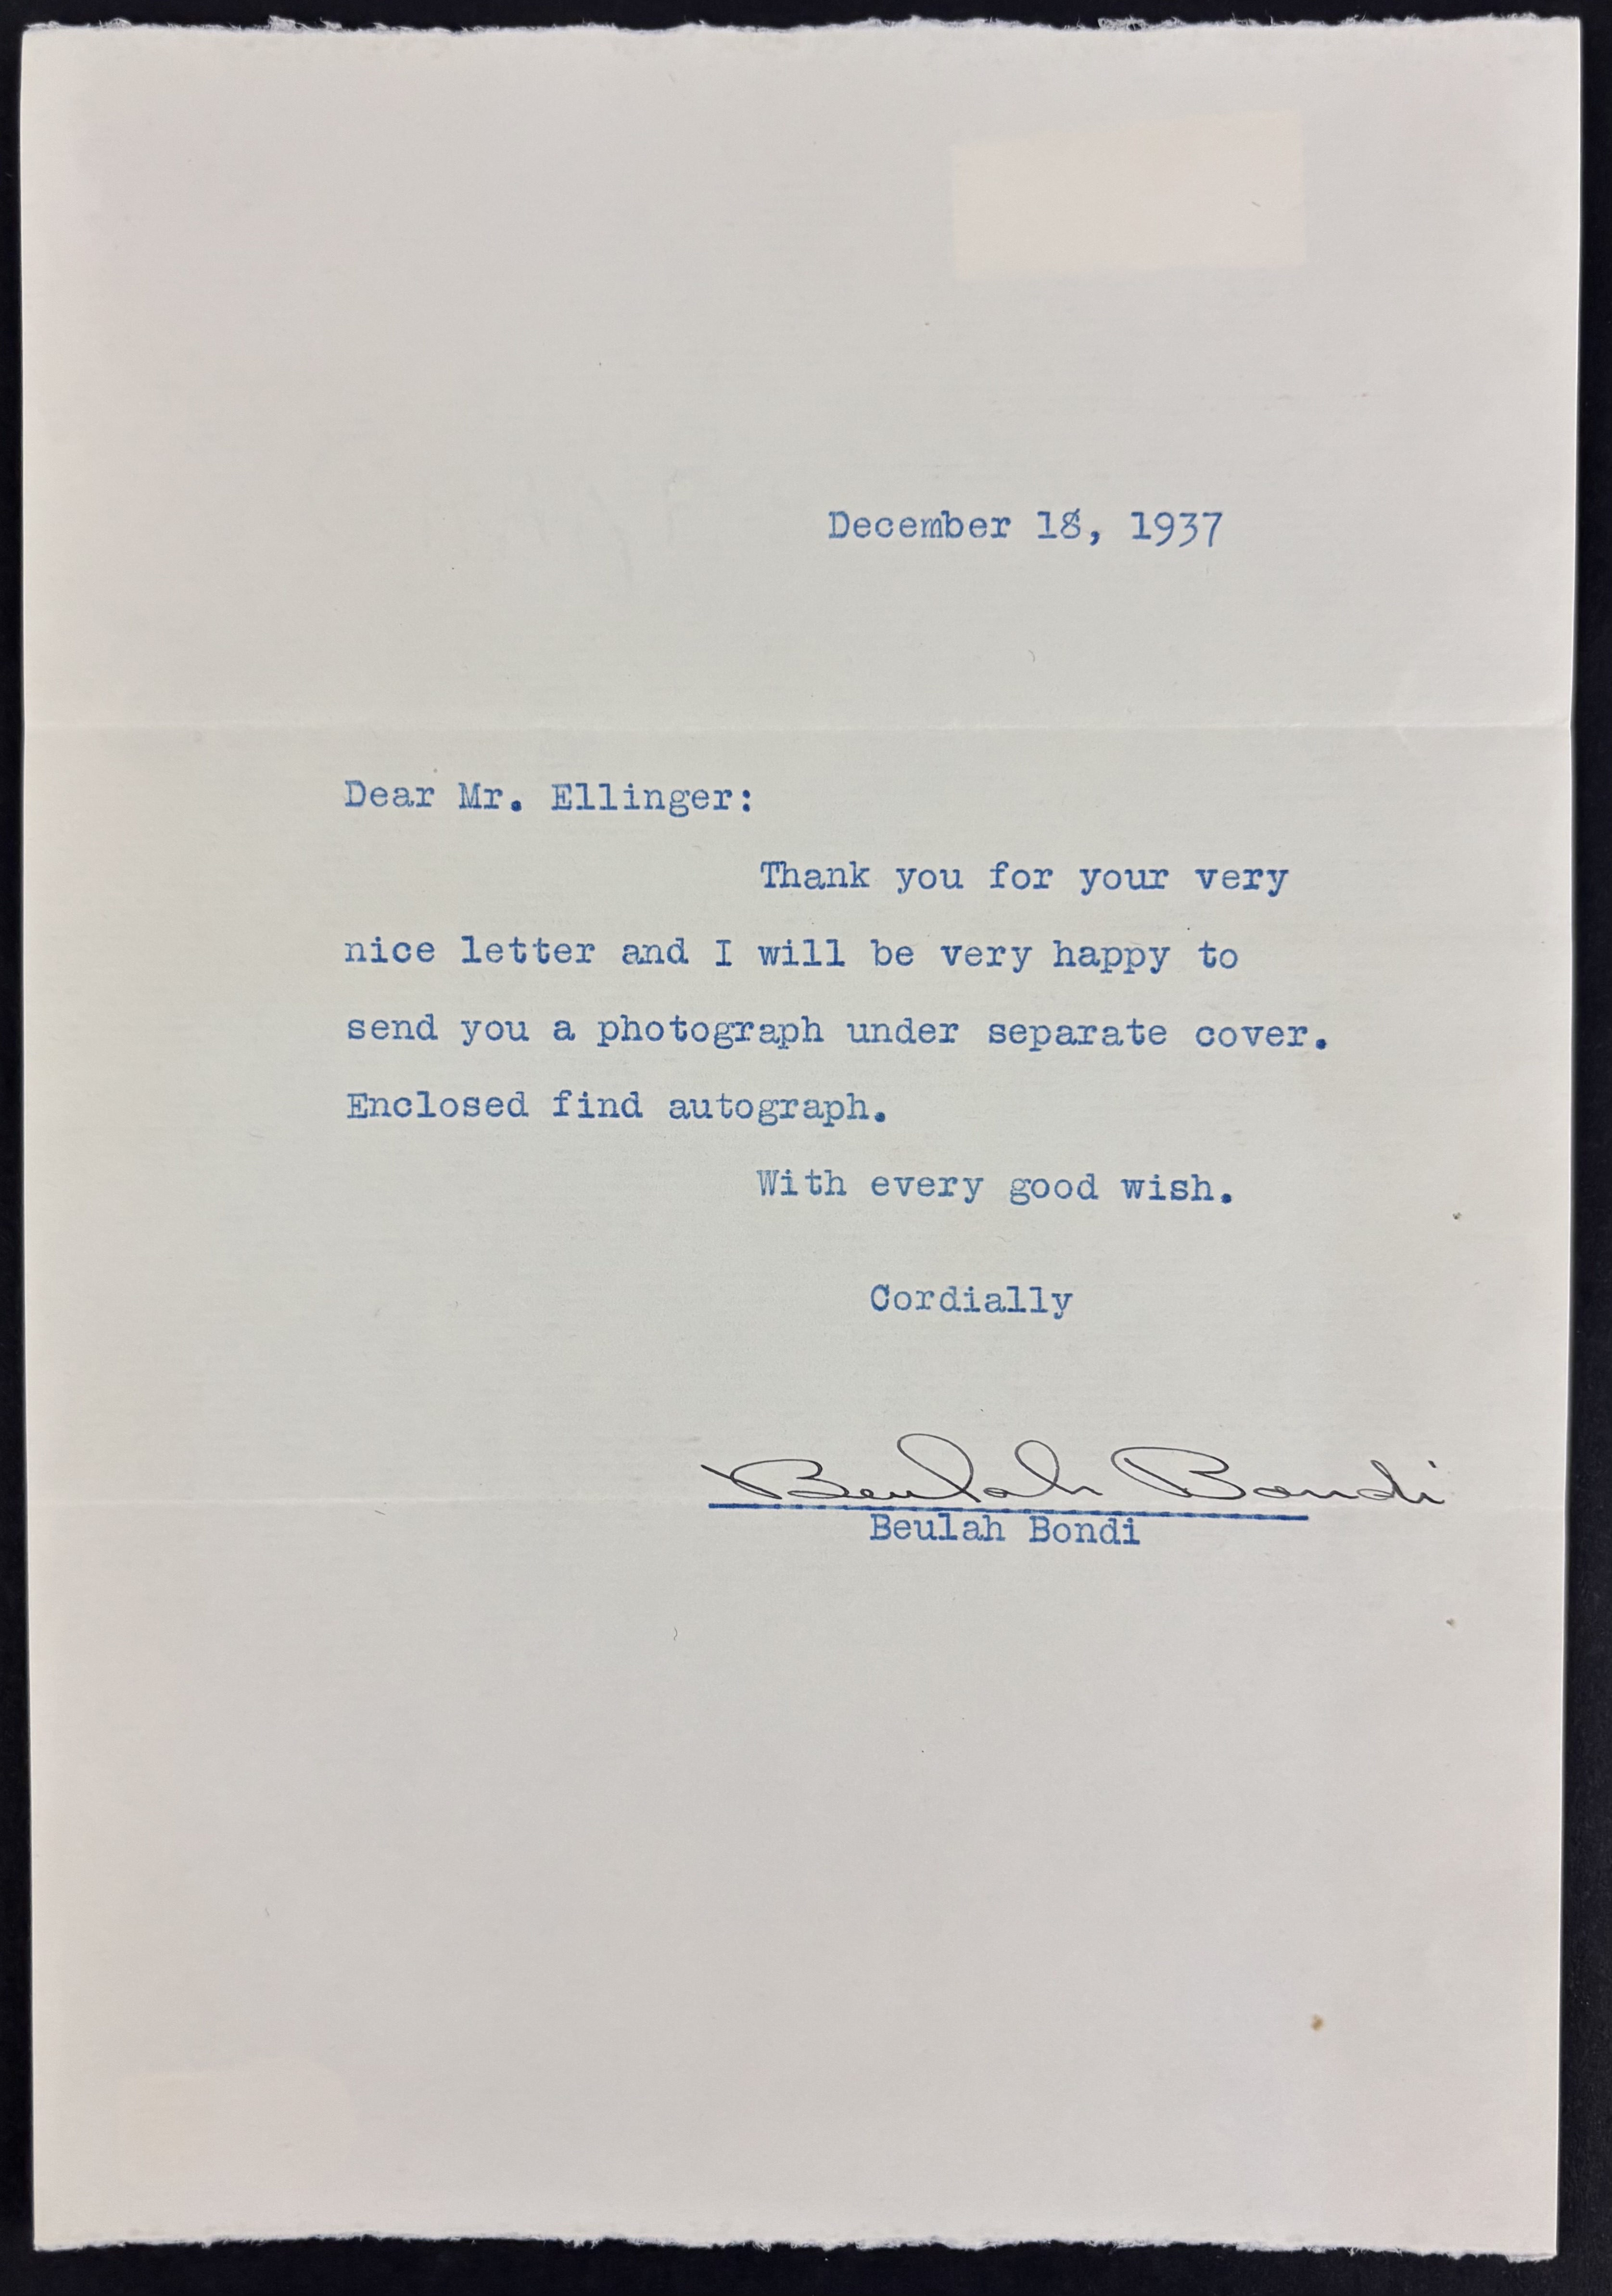 December 18, 1937
Dear Mr. Ellinger:
Thank you for your very
nice letter and I will be very happy to
send you a photograph under separate cover.
Enclosed find autograph.
With every good wish.
Cordially
Beulah Bondi
Beulah Bondi